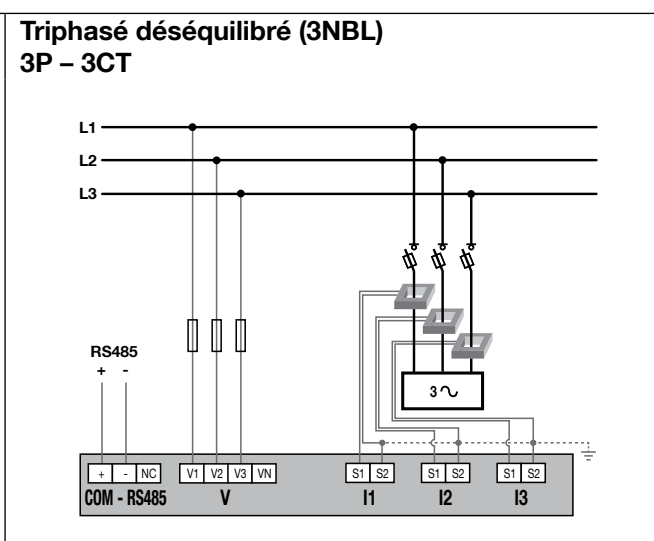 Triphasé déséquilibré (3NBL)
3P – 3CT
L1
L2
L3
RS485
+ -
3
+ - NC V1 V2 V3 VN S1 S2 S1 S2 S1 S2
COM - RS485 V I1 I2 I3